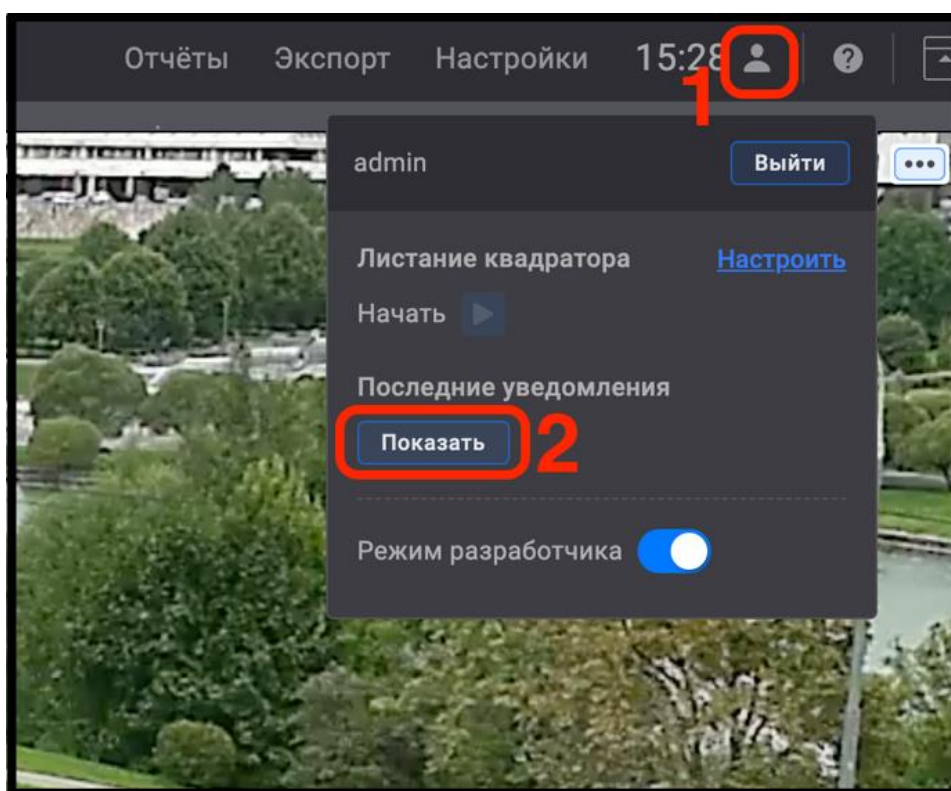 Отчёты Экспорт Настройки 15:28
1
admin Выйти
Листание квадратора Настроить
Начать
Последние уведомления
Показать 2
Режим разработчика